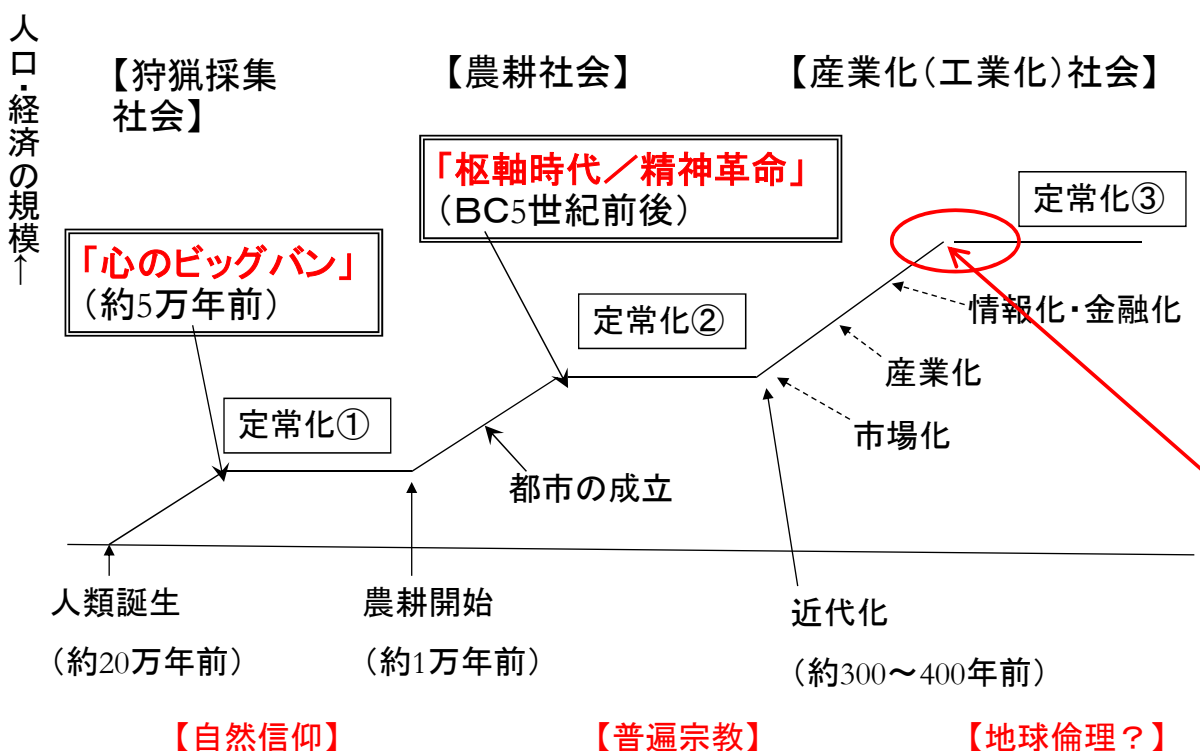 人口・経済の規模→
【狩猟採集
社会】
【農耕社会】
【産業化(工業化)社会】
「枢軸時代／精神革命」
（BC5世紀前後）
定常化③
「心のビッグバン」
（約5万年前）
定常化②
情報化・金融化
産業化
定常化①
市場化
都市の成立
人類誕生
（約20万年前）
農耕開始
（約1万年前）
近代化
（約300～400年前）
【自然信仰】
【普遍宗教】
【地球倫理？】